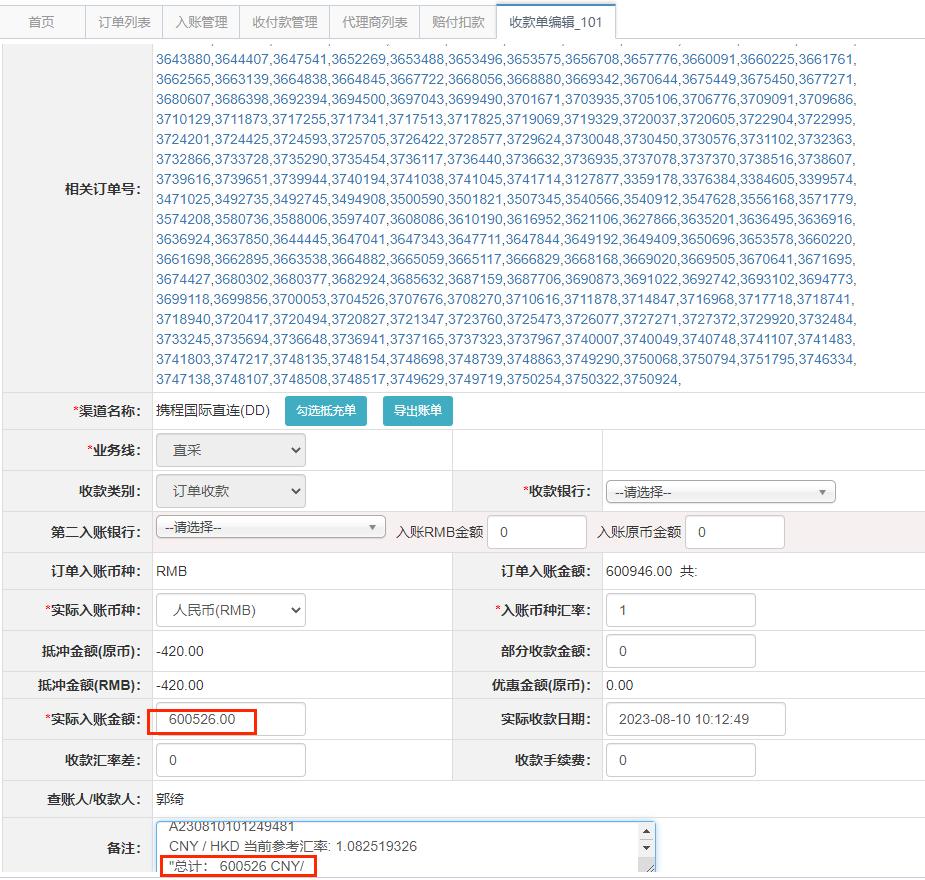 首页 订单列表 入账管理 收付款管理 代理商列表 赔付扣款 收款单编辑_101
3643880,3644407,3647541,3652269,3653488,3653496,3653575,3656708,3657776,3660091,3660225,3661761,
3662565,3663139,3664838,3664845,3667722,3668056,3668880,3669342,3670644,3675449,3675450,3677271,
3680607,3686398,3692394,3694500,3697043,3699490,3701671,3703935,3705106,3706776,3709091,3709686,
3710129,3711873,3717255,3717341,3717513,3717825,3719069,3719329,3720037,3720605,3722904,3722995,
3724201,3724425,3724593,3725705,3726422,3728577,3729624,3730048,3730450,3730576,3731102,3732363,
3732866,3733728,3735290,3735454,3736117,3736440,3736632,3736935,3737078,3737370,3738516,3738607,
相关订单号:
3739616,3739651,3739944,3740194,3741038,3741045,3741714,3127877,3359178,3376384,3384605,3399574,
3471025,3492735,3492745,3494908,3500590,3501821,3507345,3540566,3540912,3547628,3556168,3571779,
3574208,3580736,3588006,3597407,3608086,3610190,3616952,3621106,3627866,3635201,3636495,3636916,
3636924,3637850,3644445,3647041,3647343,3647711,3647844,3649192,3649409,3650696,3653578,3660220,
3661698,3662895,3663538,3664882,3665059,3665117,3666829,3668168,3669020,3669505,3670641,3671695,
3674427,3680302,3680377,3682924,3685632,3687159,3687706,3690873,3691022,3692742,3693102,3694773,
3699118,3699856,3700053,3704526,3707676,3708270,3710616,3711878,3714847,3716968,3717718,3718741,
3718940,3720417,3720494,3720827,3721347,3723760,3725473,3726077,3727271,3727372,3729920,3732484,
3733245,3735694,3736648,3736941,3737165,3737323,3737967,3740007,3740049,3740748,3741107,3741483,
3741803,3747217,3748135,3748154,3748698,3748739,3748863,3749290,3750068,3750794,3751795,3746334,
3747138,3748107,3748508,3748517,3749629,3749719,3750254,3750322,3750924,
*渠道名称: 携程国际直连(DD) 勾选抵充单 导出账单
*业务线: 直采
收款类别: 订单收款 *收款银行: --请选择--
第二入账银行: --请选择-- 入账RMB金额 0 入账原币金额 0
订单入账币种: RMB 订单入账金额: 600946.00 共:
*实际入账币种: 人民币(RMB) *入账币种汇率: 1
抵冲金额(原币): -420.00 部分收款金额: 0
抵冲金额(RMB): -420.00 优惠金额(原币): 0.00
*实际入账金额: 600526.00 实际收款日期: 2023-08-10 10:12:49
收款汇率差: 0 收款手续费: 0
查账人/收款人: 郭绮
A230810101249481
备注: CNY / HKD 当前参考汇率: 1.082519326
"总计: 600526 CNY/